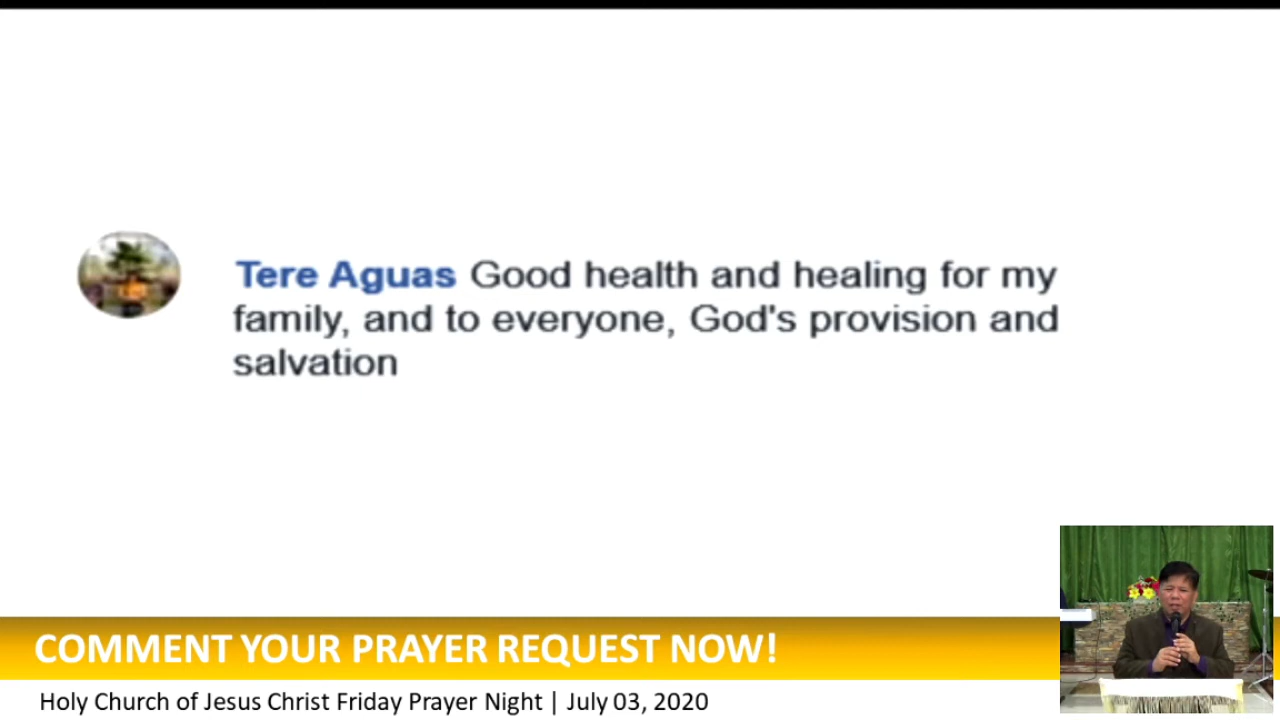 Tere Aguas Good health and healing for my
family, and to everyone, God's provision and
salvation
COMMENT YOUR PRAYER REQUEST NOW!
Holy Church of Jesus Christ Friday Prayer Night | July 03, 2020